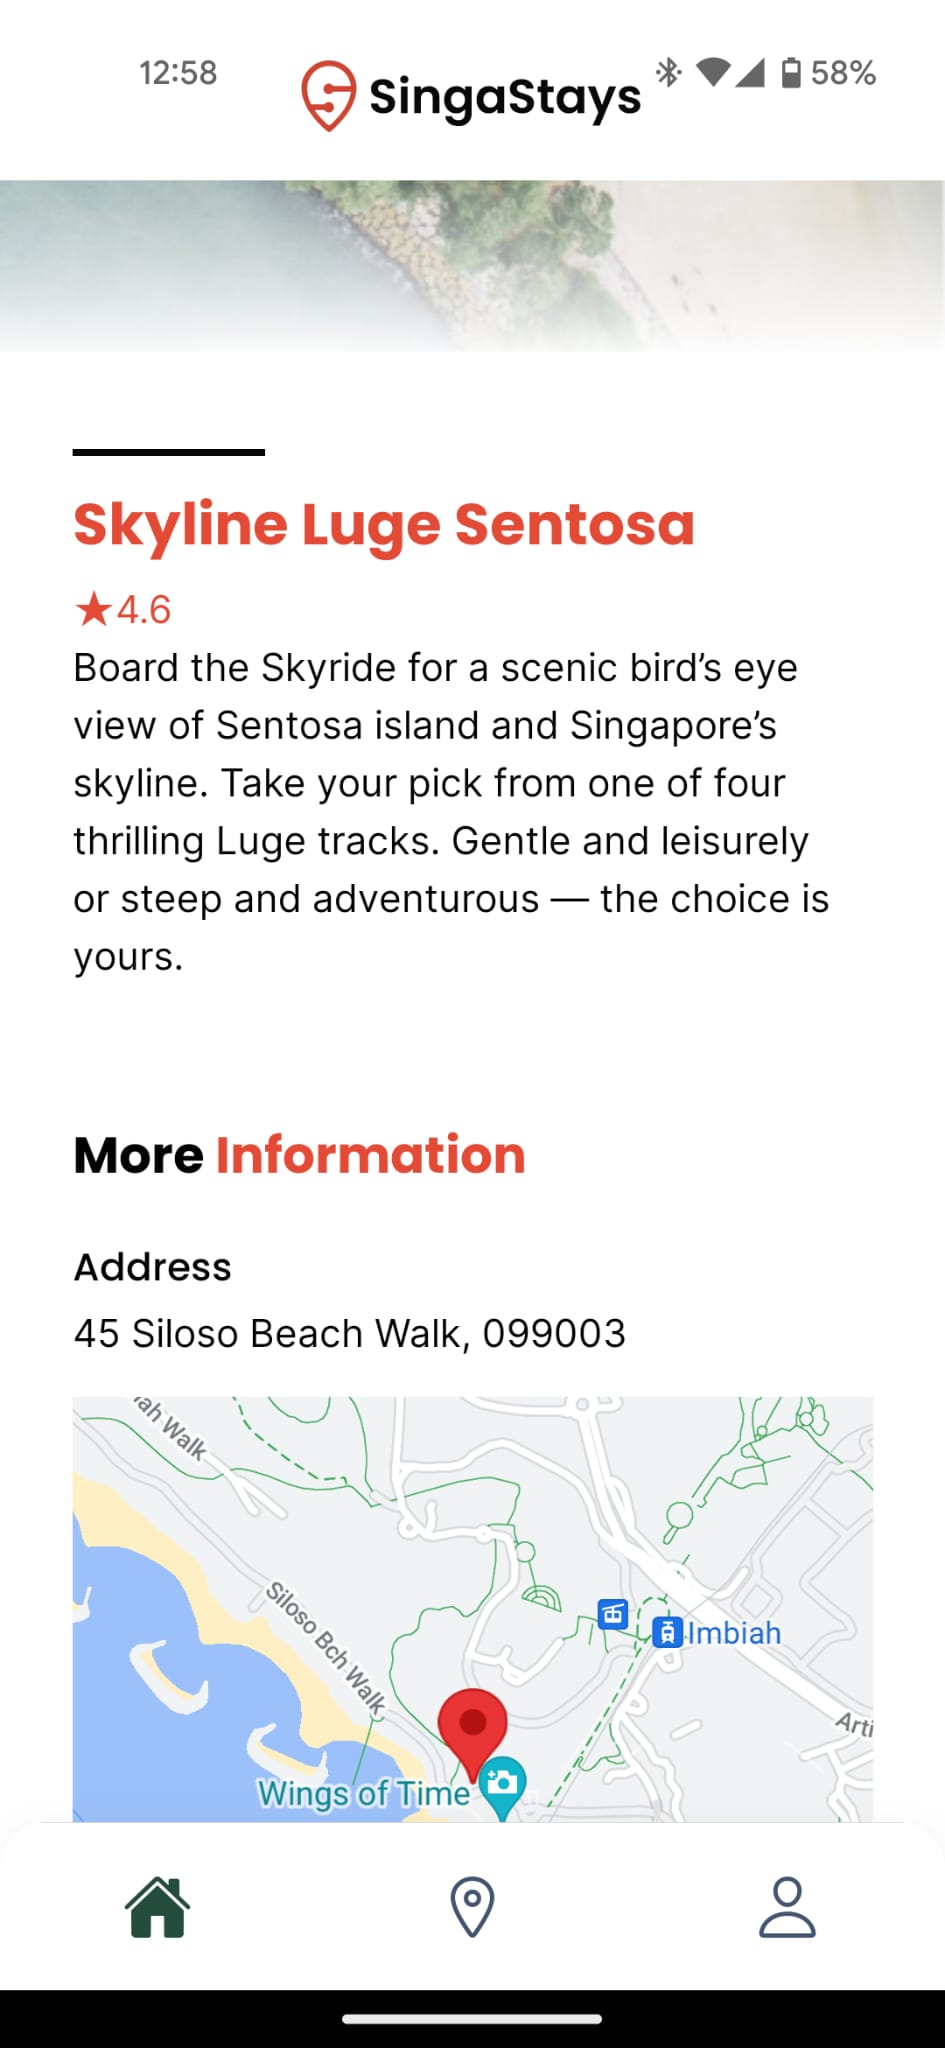 12:58
SingaStays
58%
Skyline Luge Sentosa
★4.6
Board the Skyride for a scenic bird’s eye
view of Sentosa island and Singapore’s
skyline. Take your pick from one of four
thrilling Luge tracks. Gentle and leisurely
or steep and adventurous — the choice is
yours.
More Information
Address
45 Siloso Beach Walk, 099003
Walk
Siloso Bch Walk
Imbiah
Wings of Time